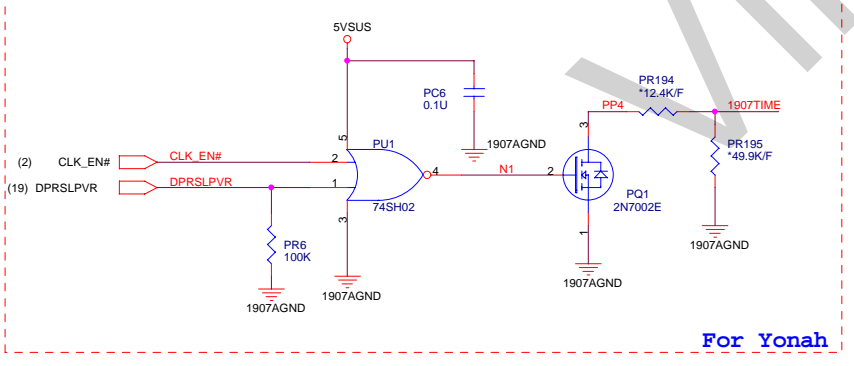 5VSUS
PC6
0.1U
1907AGND
PR194
*12.4K/F
PP4
1907TIME
3
PR195
*49.9K/F
5
PU1
(2) CLK_EN# CLK_EN# 2
4 N1 2
(19) DPRSLPVR DPRSLPVR 1
PQ1
2N7002E
74SH02
3
1
PR6
100K
1907AGND
1907AGND
1907AGND
1907AGND
For Yonah